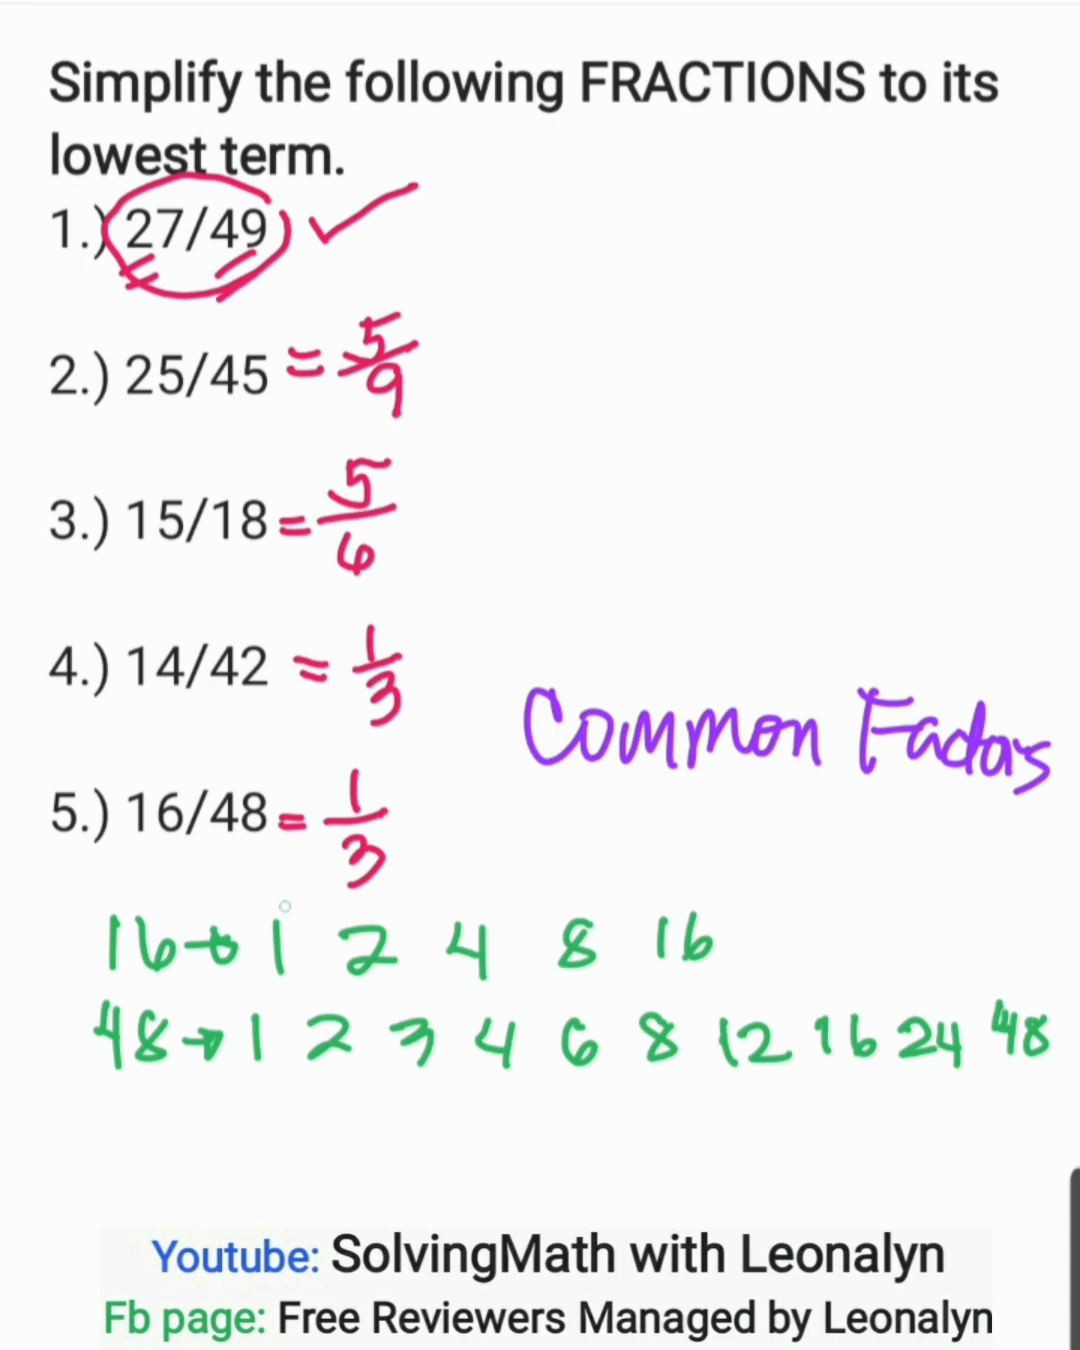 Simplify the following FRACTIONS to its
lowest term.
1.) 27/49
2.) 25/45 = 5/9
3.) 15/18 = 5/6
4.) 14/42 = 1/3
Common Factors
5.) 16/48 = 1/3
16→ 1 2 4 8 16
48→ 1 2 3 4 6 8 12 16 24 48
Youtube: SolvingMath with Leonalyn
Fb page: Free Reviewers Managed by Leonalyn